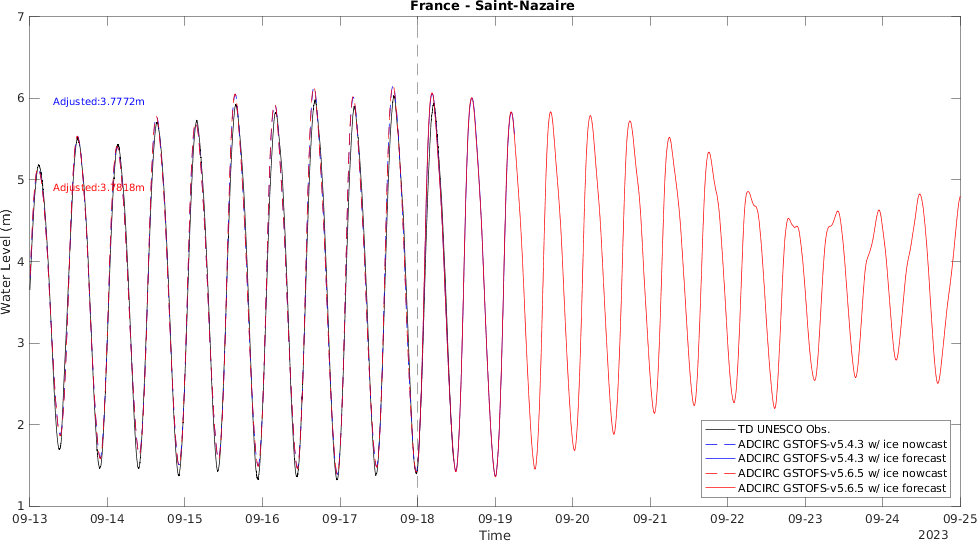 France - Saint-Nazaire
7
6
5
4
3
2
1
Water Level (m)
Adjusted:3.7772m
Adjusted:3.7818m
TD UNESCO Obs.
ADCIRC GSTOFS-v5.4.3 w/ ice nowcast
ADCIRC GSTOFS-v5.4.3 w/ ice forecast
ADCIRC GSTOFS-v5.6.5 w/ ice nowcast
ADCIRC GSTOFS-v5.6.5 w/ ice forecast
09-13 09-14 09-15 09-16 09-17 09-18 09-19 09-20 09-21 09-22 09-23 09-24 09-25
Time
2023